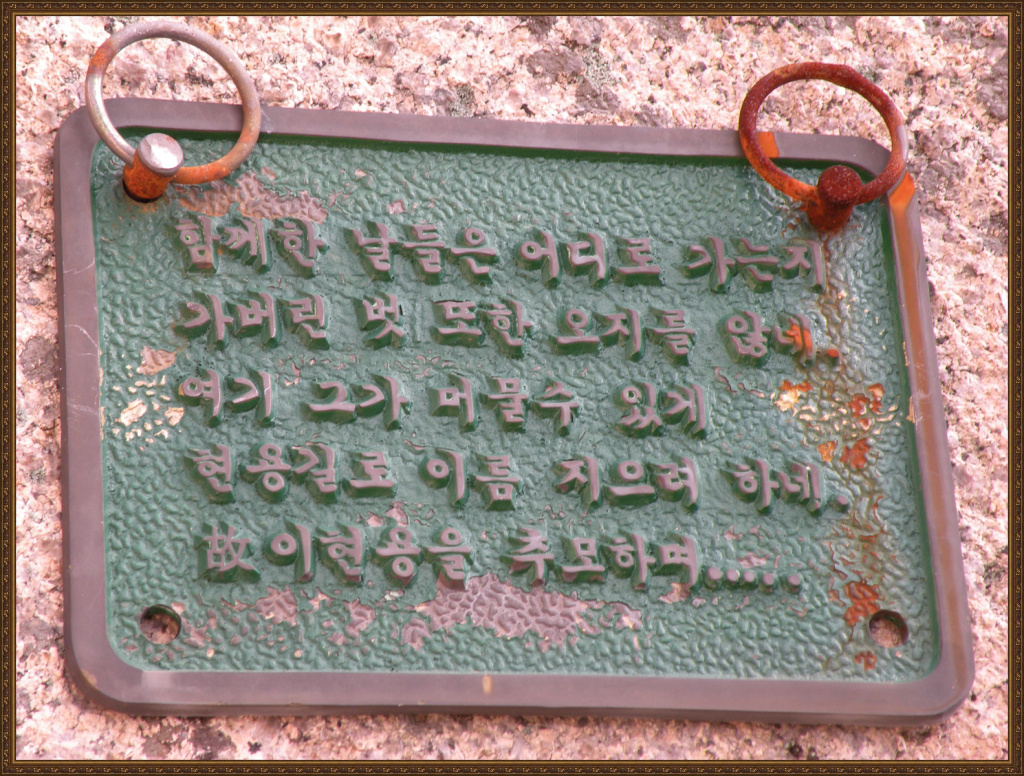 함께한 날들은 어디로 가는지
가버린 벗 또한 오지를 않네.
여기 그가 머물수 있게
현용길로 이름 지으려 하네.
故이현용을 추모하며.....